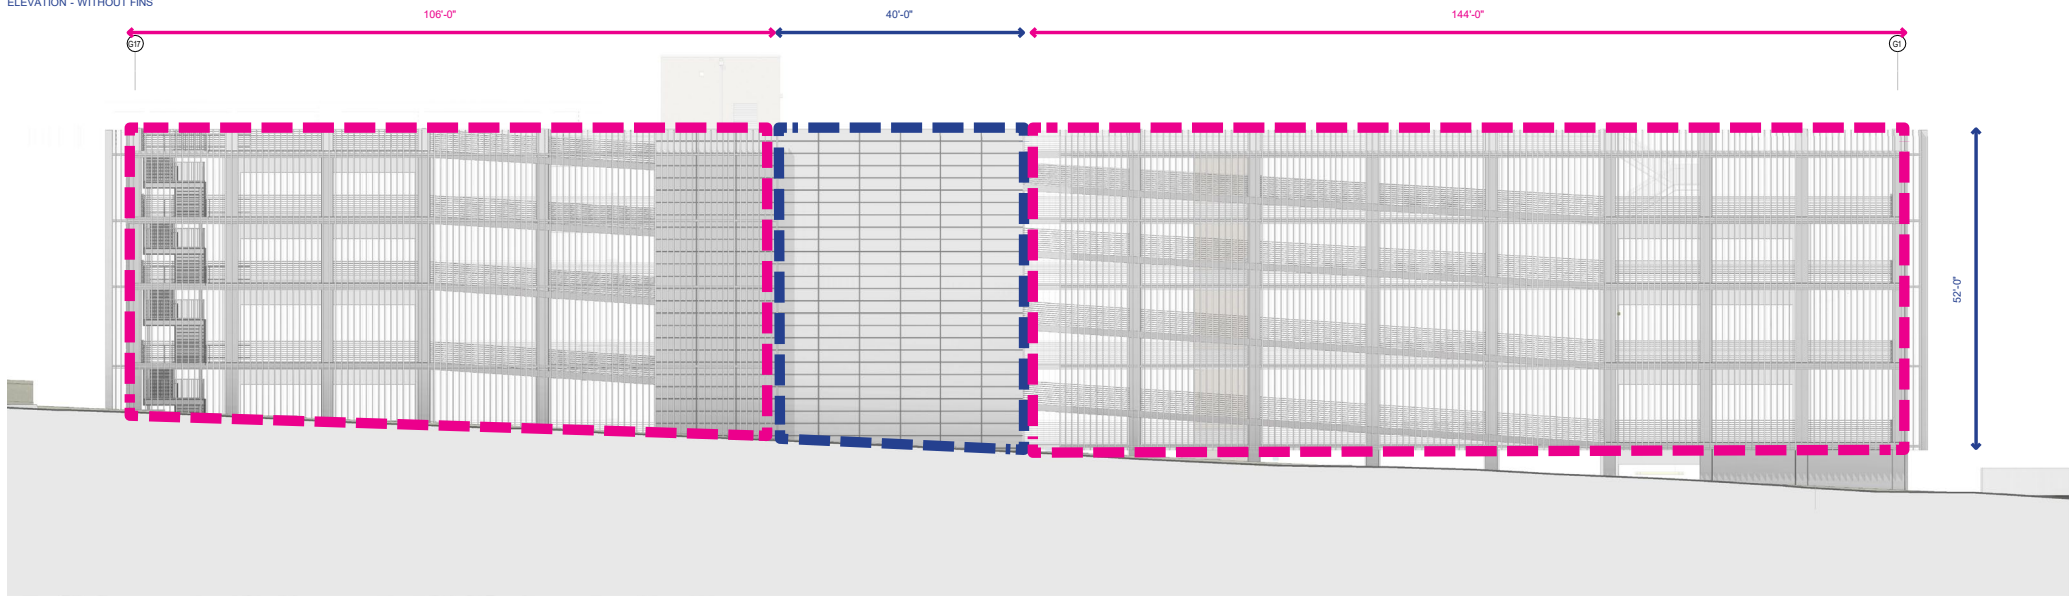 ELEVATION - WITHOUT FINS
106'-0"
40'-0"
144'-0"
G17
G1
52'-0"